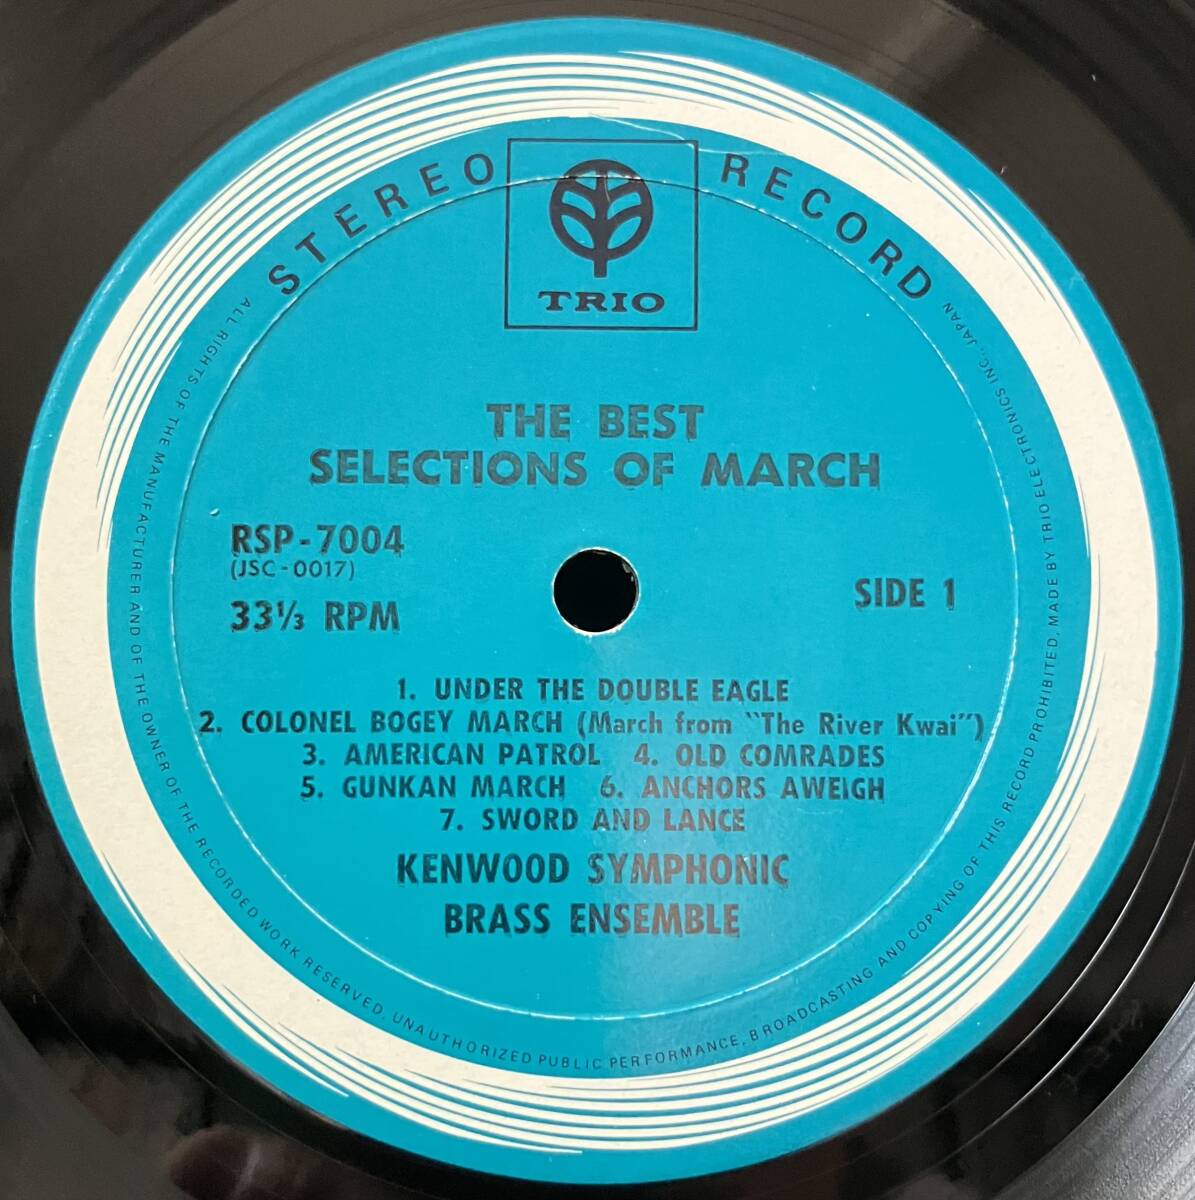 STEREO RECORD
TRIO
THE BEST
SELECTIONS OF MARCH
RSP-7004
(JSC-0017)
33⅓ RPM
SIDE 1
1. UNDER THE DOUBLE EAGLE
2. COLONEL BOGEY MARCH (March from "The River Kwai")
3. AMERICAN PATROL 4. OLD COMRADES
5. GUNKAN MARCH 6. ANCHORS AWEIGH
7. SWORD AND LANCE
KENWOOD SYMPHONIC
BRASS ENSEMBLE
ALL RIGHTS OF THE MANUFACTURER AND OF THE OWNER OF THE RECORDED WORK RESERVED. UNAUTHORIZED PUBLIC PERFORMANCE, BROADCASTING AND COPYING OF THIS RECORD PROHIBITED. MADE BY TRIO ELECTRONICS INC., JAPAN